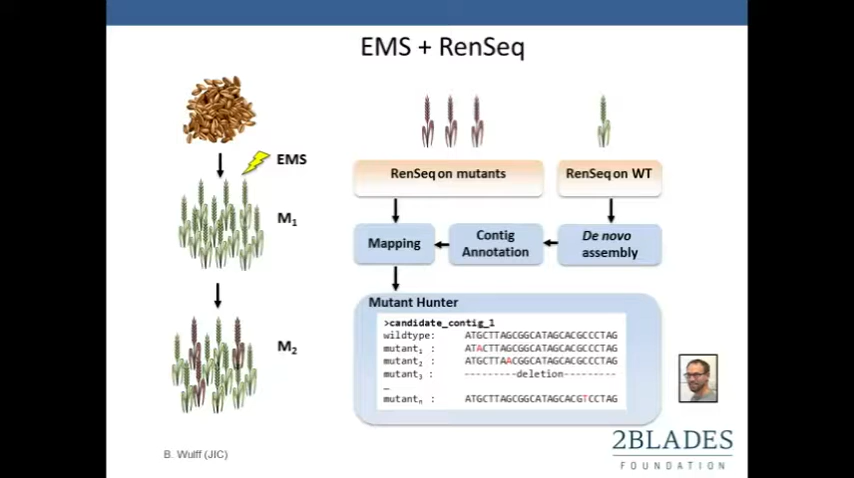 EMS + RenSeq
EMS
M1
M2
RenSeq on mutants
RenSeq on WT
Mapping
Contig
Annotation
De novo
assembly
Mutant Hunter
>candidate_contig_1
wildtype: ATGCTTAGCGGCATAGCACGCCCTAG
mutant1 : ATACTTAGCGGCATAGCACGCCCTAG
mutant2 : ATGCTTAACGGCATAGCACGCCCTAG
mutant3 : ---------deletion---------
…
mutantn : ATGCTTAGCGGCATAGCACGTCCTAG
B. Wulff (JIC)
2BLADES
FOUNDATION